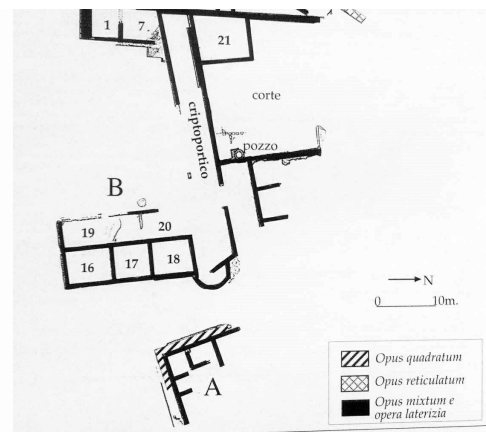 1 7 21
corte
criptoportico
pozzo
B
19 20
16 17 18
N
0 10m.
A
Opus quadratum
Opus reticulatum
Opus mixtum e
opera laterizia